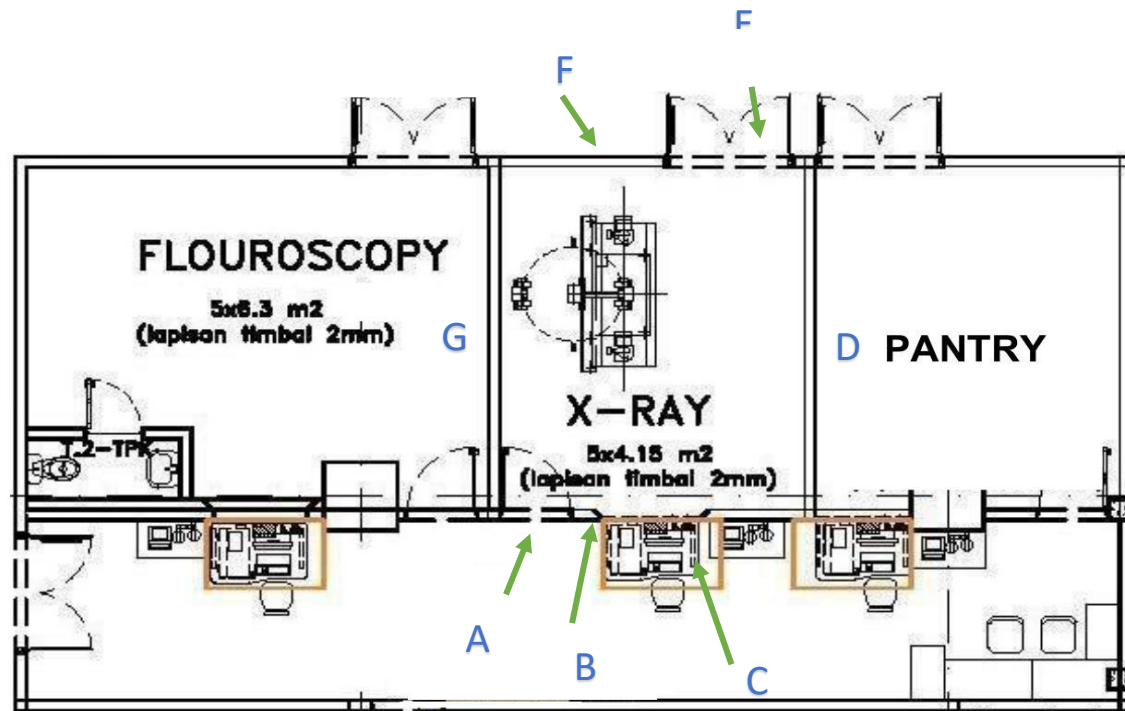 F
FLOUROSCOPY
5x6.3 m2
(lapisan timbal 2mm)
G
D
PANTRY
X-RAY
5x4.15 m2
(lapisan timbal 2mm)
A
B
C